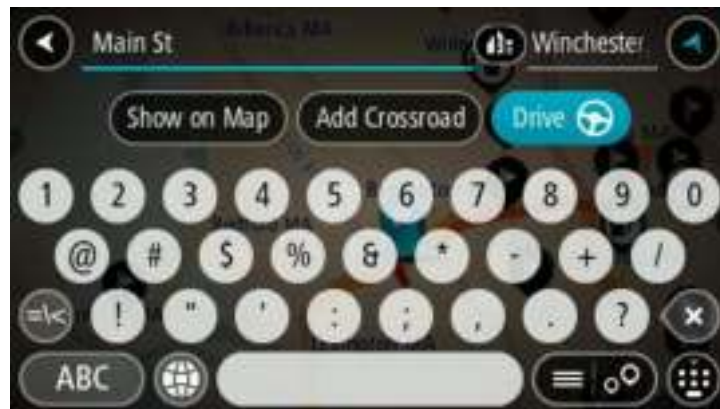 Main St Winchester
Show on Map Add Crossroad Drive
1 2 3 4 5 6 7 8 9 0
@ # $ % & * - + /
=\< ! " ' : ; , . ?
ABC